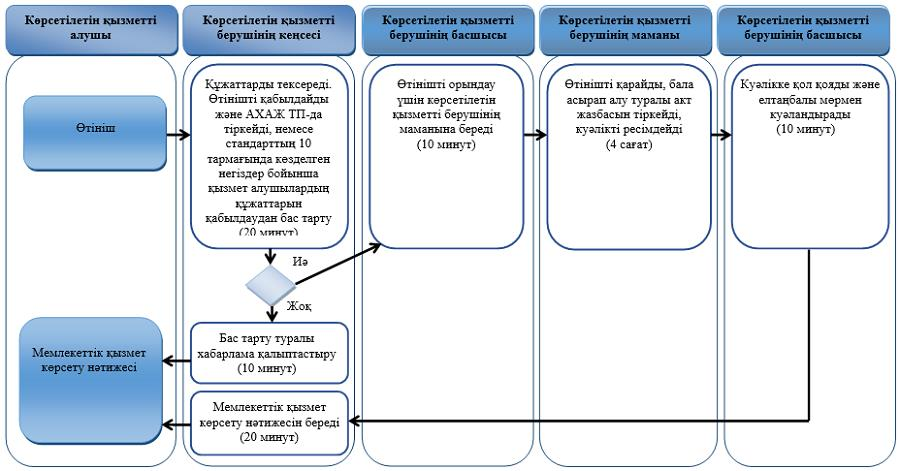 Көрсетілетін қызметті
алушы
Көрсетілетін қызметті
берушінің кеңсесі
Көрсетілетін қызметті
берушінің басшысы
Көрсетілетін қызметті
берушінің маманы
Көрсетілетін қызметті
берушінің басшысы
Өтініш
Құжаттарды тексереді.
Өтінішті қабылдайды
және АХАЖ ТП-да
тіркейді, немесе
стандарттың 10
тармағында көзделген
негіздер бойынша
қызмет алушылардың
құжаттарын
қабылдаудан бас тарту
(20 минут)
Өтінішті орындау
үшін көрсетілетін
қызметті берушінің
маманына береді
(10 минут)
Өтінішті қарайды, бала
асырап алу туралы акт
жазбасын тіркейді,
куәлікті ресімдейді
(4 сағат)
Куәлікке қол қояды және
елтаңбалы мөрмен
куәландырады
(10 минут)
Иә
Жоқ
Бас тарту туралы
хабарлама қалыптастыру
(10 минут)
Мемлекеттік қызмет
көрсету нәтижесі
Мемлекеттік қызмет
көрсету нәтижесін береді
(20 минут)